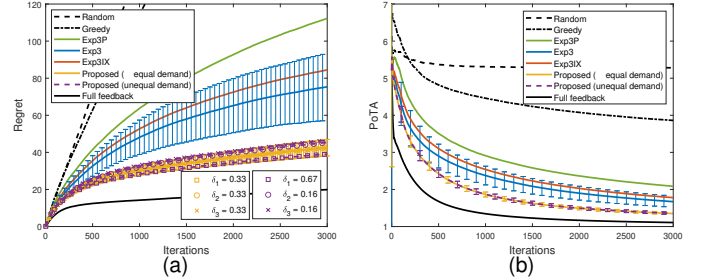 120
100
80
60
40
20
0
Regret
0
500
1000
1500
2000
2500
3000
Iterations
Random
Greedy
Exp3P
Exp3
Exp3IX
Proposed ( equal demand)
Proposed (unequal demand)
Full feedback
δ1 = 0.33
δ2 = 0.33
δ3 = 0.33
δ1 = 0.67
δ2 = 0.16
δ3 = 0.16
(a)
7
6
5
4
3
2
1
PoTA
0
500
1000
1500
2000
2500
3000
Iterations
Random
Greedy
Exp3P
Exp3
Exp3IX
Proposed ( equal demand)
Proposed (unequal demand)
Full feedback
(b)